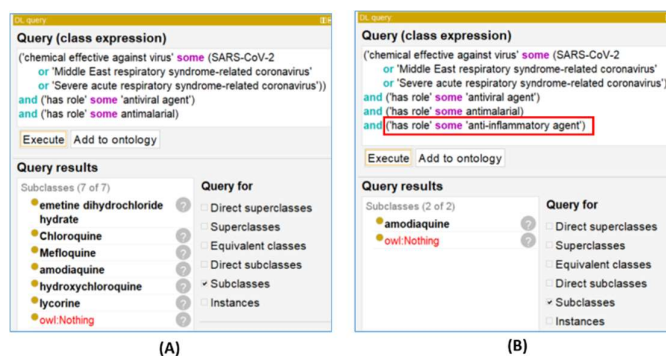 DL query
Query (class expression)
('chemical effective against virus' some (SARS-CoV-2
or 'Middle East respiratory syndrome-related coronavirus'
or 'Severe acute respiratory syndrome-related coronavirus'))
and ('has role' some 'antiviral agent')
and ('has role' some antimalarial)
Execute
Add to ontology
Query results
Subclasses (7 of 7)
emetine dihydrochloride
hydrate
Chloroquine
Mefloquine
amodiaquine
hydroxychloroquine
lycorine
owl:Nothing
Query for
Direct superclasses
Superclasses
Equivalent classes
Direct subclasses
Subclasses
Instances
(A)
DL query
Query (class expression)
('chemical effective against virus' some (SARS-CoV-2
or 'Middle East respiratory syndrome-related coronavirus'
or 'Severe acute respiratory syndrome-related coronavirus')
and ('has role' some 'antiviral agent')
and ('has role' some antimalarial)
and ('has role' some 'anti-inflammatory agent')
Execute
Add to ontology
Query results
Subclasses (2 of 2)
amodiaquine
owl:Nothing
Query for
Direct superclasses
Superclasses
Equivalent classes
Direct subclasses
Subclasses
Instances
(B)